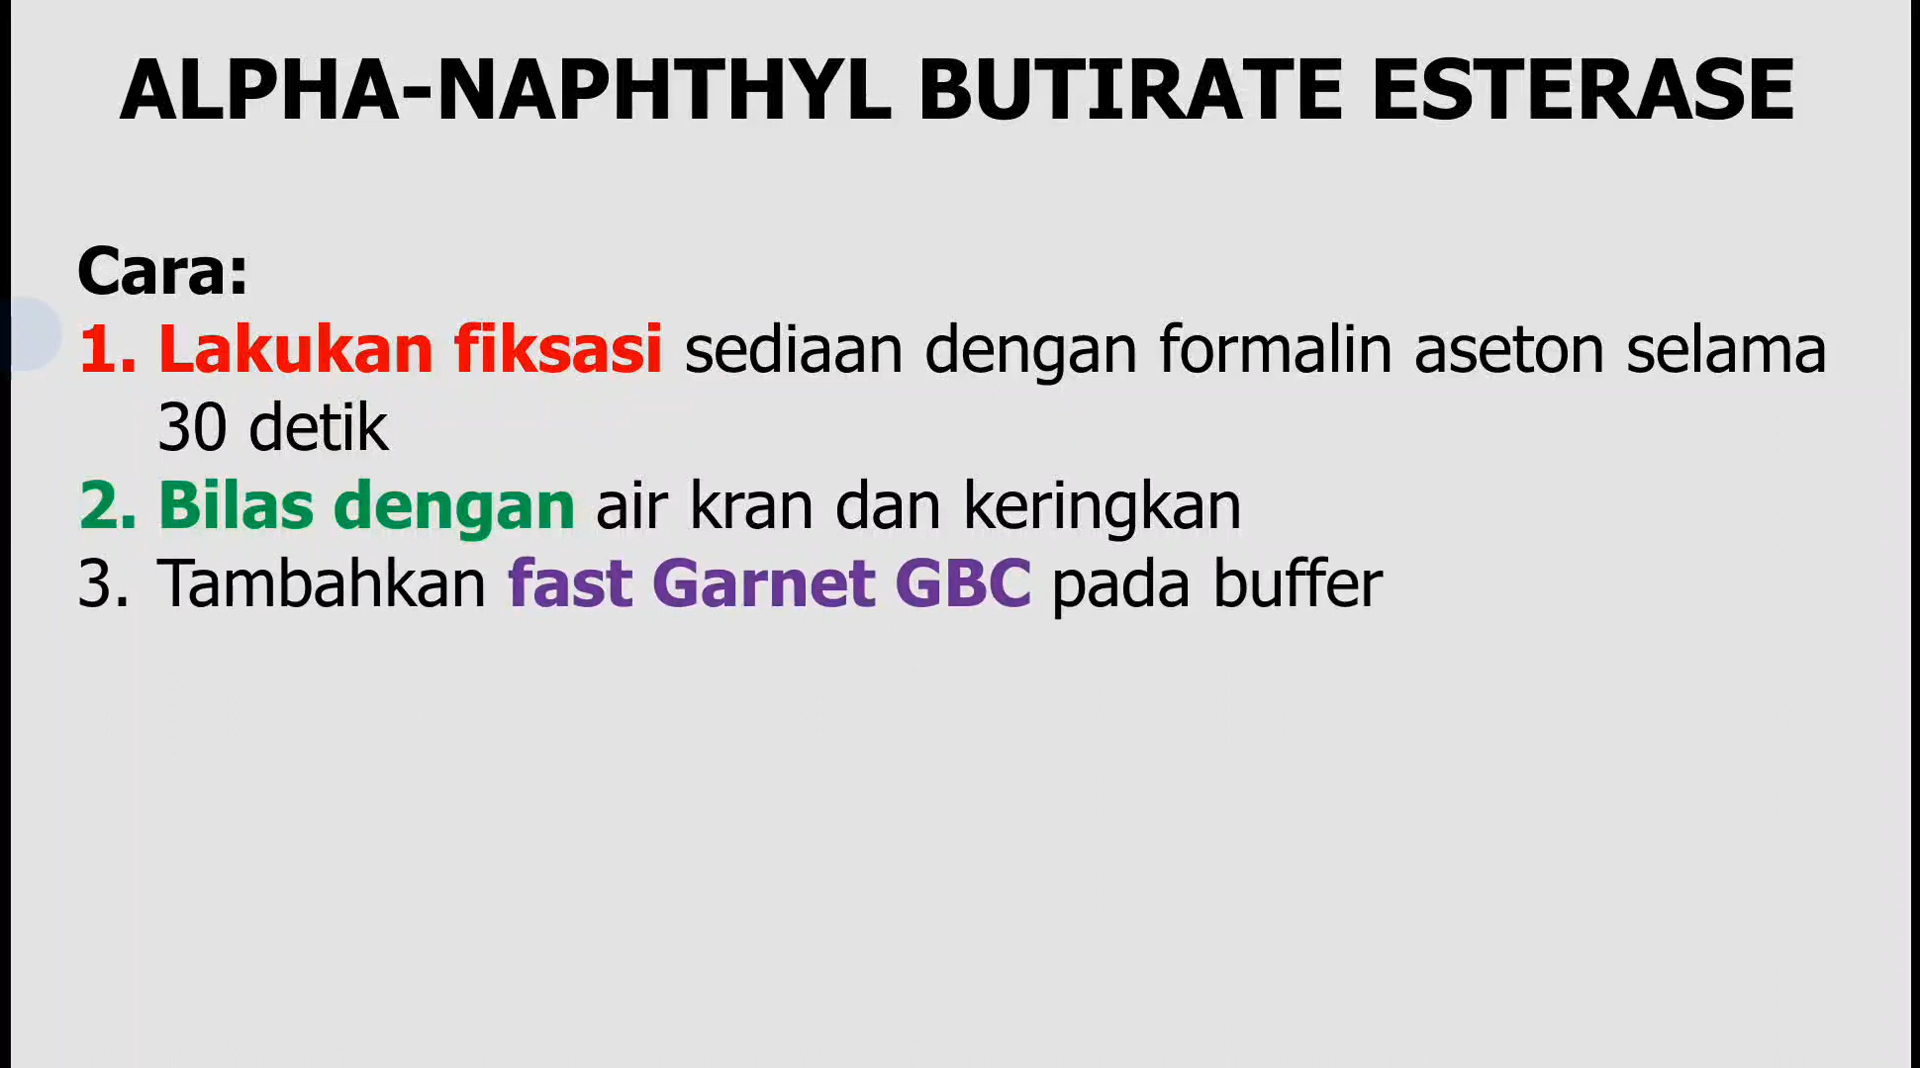 ALPHA-NAPHTHYL BUTIRATE ESTERASE
Cara:
1. Lakukan fiksasi sediaan dengan formalin aseton selama
30 detik
2. Bilas dengan air kran dan keringkan
3. Tambahkan fast Garnet GBC pada buffer